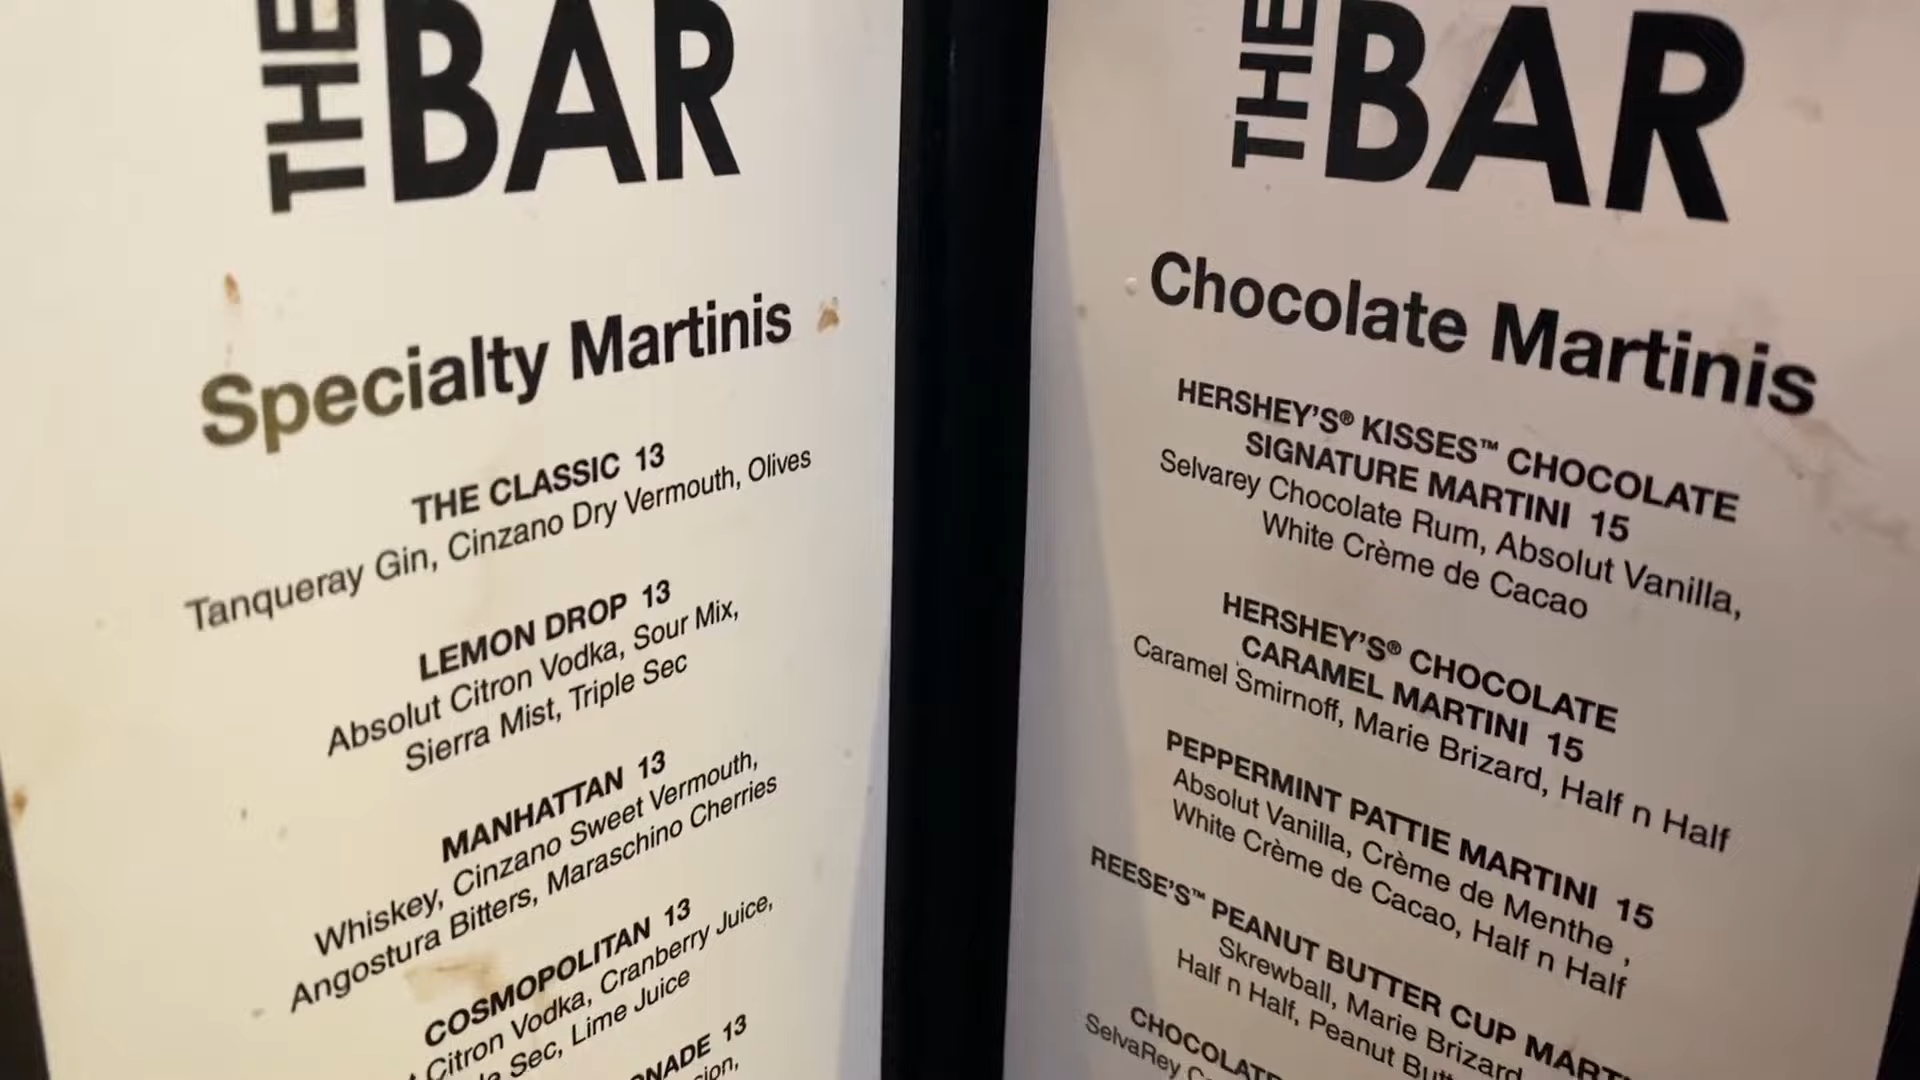 THE BAR
Specialty Martinis
THE CLASSIC 13
Tanqueray Gin, Cinzano Dry Vermouth, Olives
LEMON DROP 13
Absolut Citron Vodka, Sour Mix,
Sierra Mist, Triple Sec
MANHATTAN 13
Whiskey, Cinzano Sweet Vermouth,
Angostura Bitters, Maraschino Cherries
COSMOPOLITAN 13
Citron Vodka, Cranberry Juice,
Sec, Lime Juice
13
THE BAR
Chocolate Martinis
HERSHEY'S® KISSES™ CHOCOLATE
SIGNATURE MARTINI 15
Selvarey Chocolate Rum, Absolut Vanilla,
White Crème de Cacao
HERSHEY'S® CHOCOLATE
CARAMEL MARTINI 15
Caramel Smirnoff, Marie Brizard, Half n Half
PEPPERMINT PATTIE MARTINI 15
Absolut Vanilla, Crème de Menthe ,
White Crème de Cacao, Half n Half
REESE'S™ PEANUT BUTTER CUP
Skrewball, Marie Brizard
Half n Half, Peanut
CHOCOLATE
SelvaRey